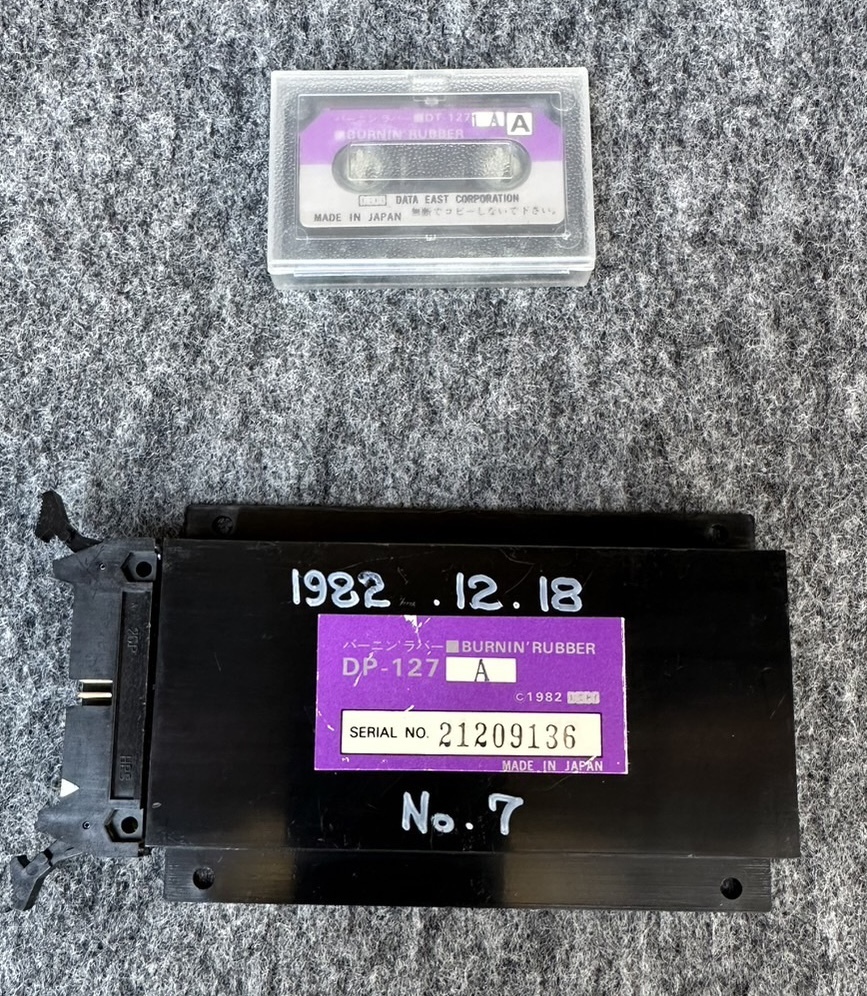 バーニンラバー■DT-127 1 A A
■BURNIN' RUBBER
DECO DATA EAST CORPORATION
MADE IN JAPAN 無断でコピーしないで下さい。
1982 .12.18
バーニン'ラバー■BURNIN'RUBBER
DP-127 A
©1982 DECO
SERIAL NO. 21209136
MADE IN JAPAN
No.7